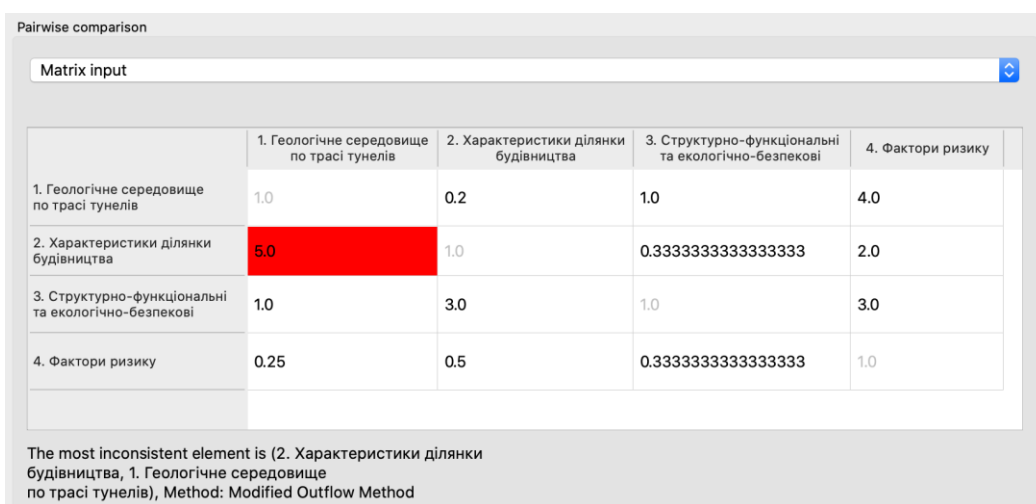 Pairwise comparison
Matrix input
1. Геологічне середовище
по трасі тунелів
2. Характеристики ділянки
будівництва
3. Структурно-функціональні
та екологічно-безпекові
4. Фактори ризику
1. Геологічне середовище
по трасі тунелів
1.0
0.2
1.0
4.0
2. Характеристики ділянки
будівництва
5.0
1.0
0.3333333333333333
2.0
3. Структурно-функціональні
та екологічно-безпекові
1.0
3.0
1.0
3.0
4. Фактори ризику
0.25
0.5
0.3333333333333333
1.0
The most inconsistent element is (2. Характеристики ділянки
будівництва, 1. Геологічне середовище
по трасі тунелів), Method: Modified Outflow Method